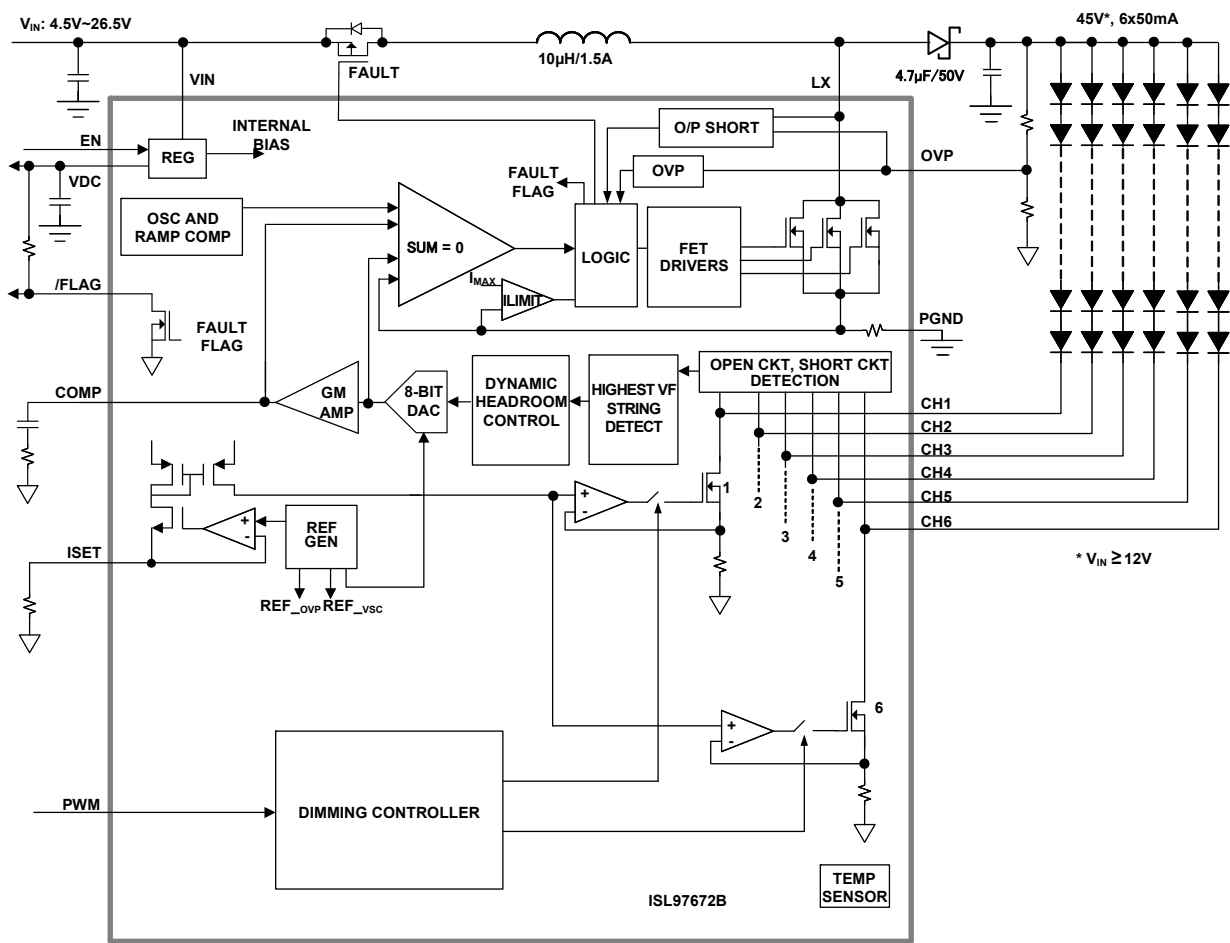 V_IN: 4.5V~26.5V
45V*, 6x50mA
10µH/1.5A
FAULT
4.7µF/50V
VIN
LX
INTERNAL
BIAS
EN
REG
O/P SHORT
VDC
OVP
OVP
FAULT
FLAG
OSC AND
RAMP COMP
SUM = 0
LOGIC
FET
DRIVERS
I_MAX
ILIMIT
/FLAG
FAULT
FLAG
PGND
OPEN CKT, SHORT CKT
DETECTION
COMP
GM
AMP
8-BIT
DAC
DYNAMIC
HEADROOM
CONTROL
HIGHEST VF
STRING
DETECT
CH1
CH2
CH3
CH4
CH5
CH6
+
-
1
2
3
4
5
+
-
REF
GEN
ISET
REF_OVP
REF_VSC
* V_IN ≥ 12V
+
-
6
PWM
DIMMING CONTROLLER
TEMP
SENSOR
ISL97672B